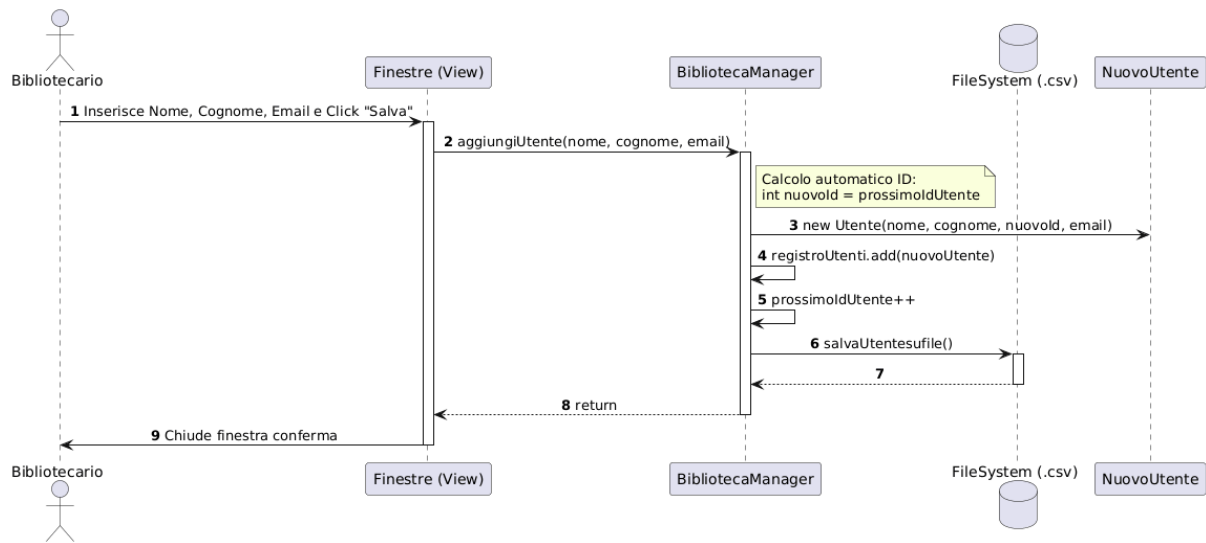 Bibliotecario
Finestre (View)
BibliotecaManager
FileSystem (.csv)
NuovoUtente
1 Inserisce Nome, Cognome, Email e Click "Salva"
2 aggiungiUtente(nome, cognome, email)
Calcolo automatico ID:
int nuovoId = prossimoIdUtente
3 new Utente(nome, cognome, nuovoId, email)
4 registroUtenti.add(nuovoUtente)
5 prossimoIdUtente++
6 salvaUtentesufile()
7
8 return
9 Chiude finestra conferma
Bibliotecario
Finestre (View)
BibliotecaManager
FileSystem (.csv)
NuovoUtente